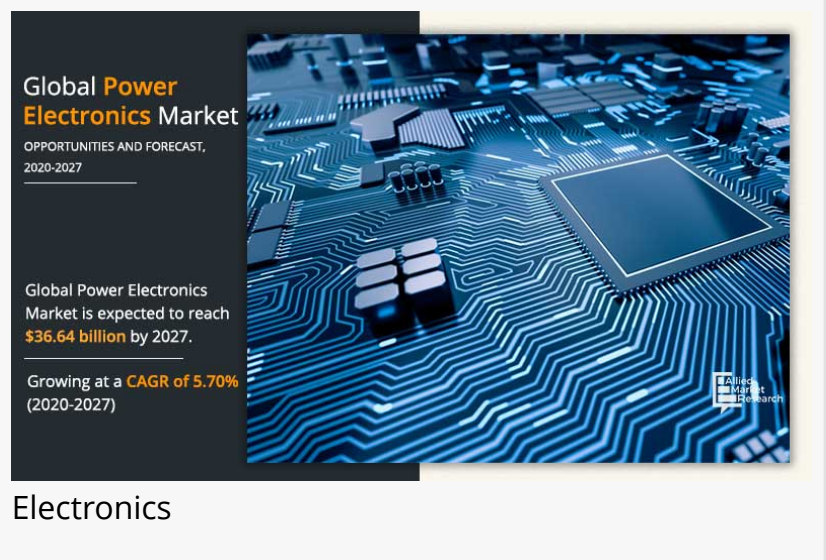 Global Power
Electronics Market
OPPORTUNITIES AND FORECAST,
2020-2027
Global Power Electronics
Market is expected to reach
$36.64 billion by 2027.
Growing at a CAGR of 5.70%
(2020-2027)
Allied
Market
Research
Electronics